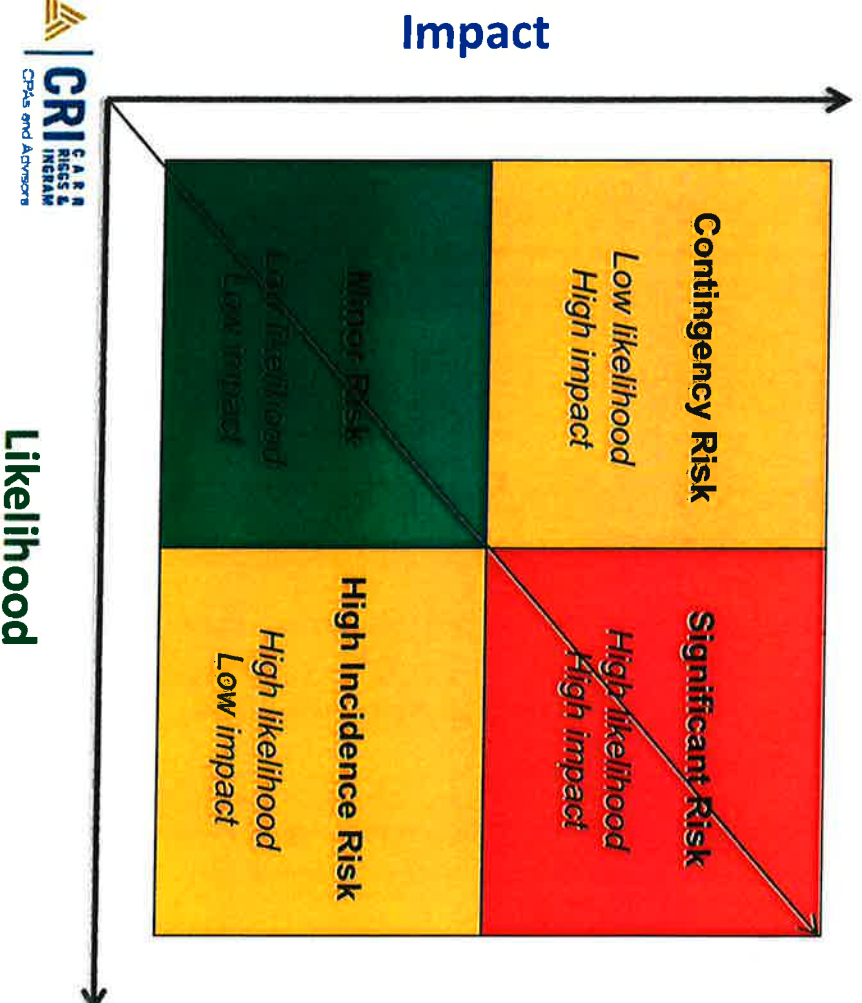 Impact
Contingency Risk
Low likelihood
High impact
Significant Risk
High likelihood
High impact
Minor Risk
Low likelihood
Low impact
High Incidence Risk
High likelihood
Low impact
Likelihood
CRI
CARR
RIGGS &
INGRAM
CPAs and Advisors